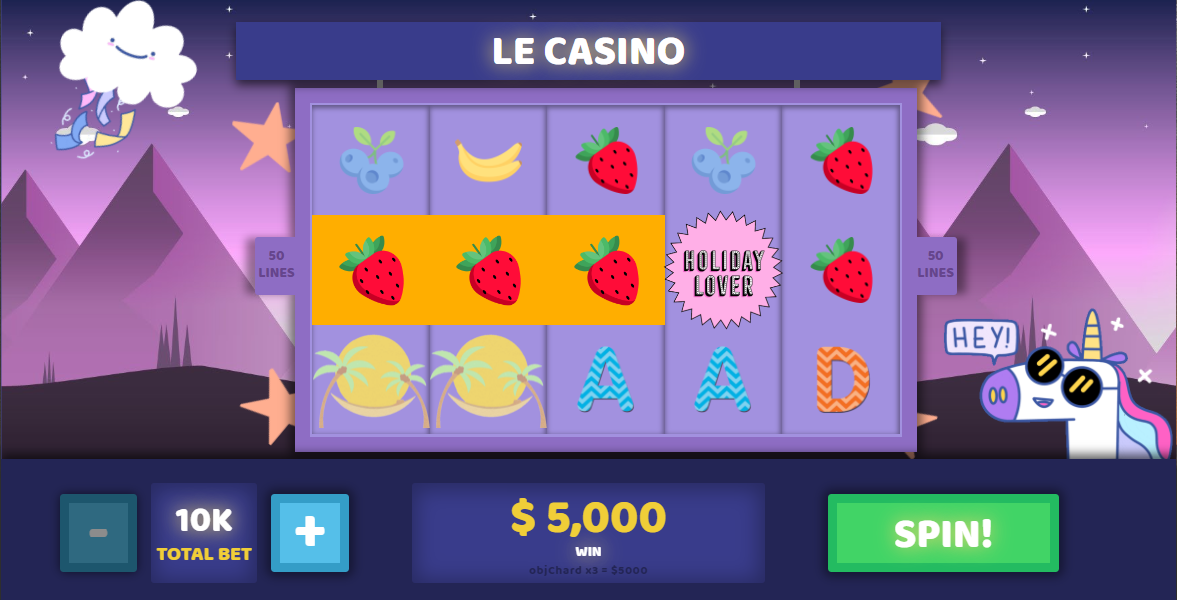 LE CASINO
50
LINES
HOLIDAY
LOVER
50
LINES
HEY!
A
A
D
-
10K
TOTAL BET
+
$ 5,000
WIN
objChard x3 = $5000
SPIN!